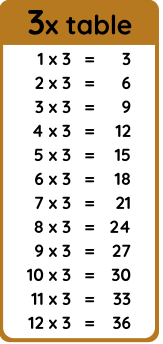 3x table
1 x 3 = 3
2 x 3 = 6
3 x 3 = 9
4 x 3 = 12
5 x 3 = 15
6 x 3 = 18
7 x 3 = 21
8 x 3 = 24
9 x 3 = 27
10 x 3 = 30
11 x 3 = 33
12 x 3 = 36